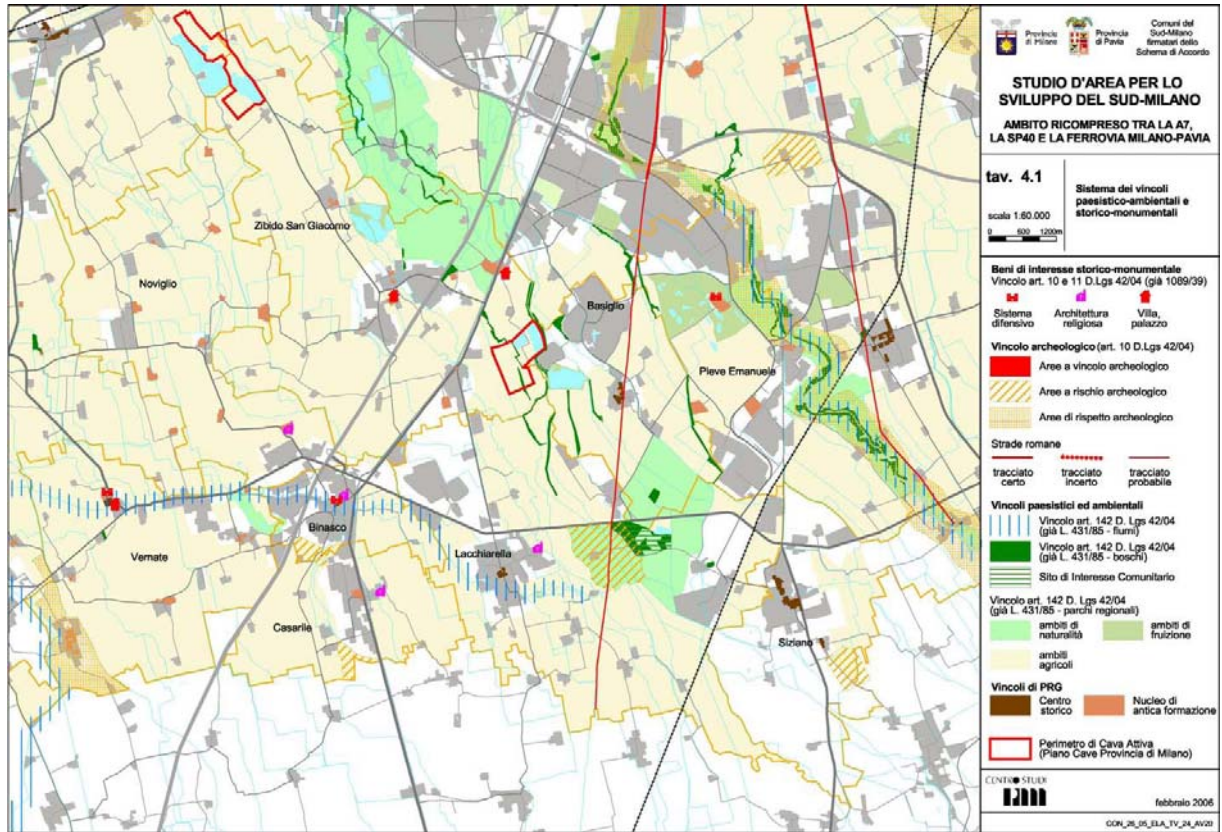 Zibido San Giacomo
Noviglio
Basiglio
Pieve Emanuele
Binasco
Vernate
Lacchiarella
Casarile
Siziano
Provincia
di Milano
Provincia
di Pavia
Comuni del
Sud-Milano
firmatari dello
Schema di Accordo
STUDIO D'AREA PER LO
SVILUPPO DEL SUD-MILANO
AMBITO RICOMPRESO TRA LA A7,
LA SP40 E LA FERROVIA MILANO-PAVIA
tav. 4.1
scala 1:60.000
0 600 1200m
Sistema dei vincoli
paesistico-ambientali e
storico-monumentali
Beni di interesse storico-monumentale
Vincolo art. 10 e 11 D.Lgs 42/04 (già 1089/39)
Sistema
difensivo
Architettura
religiosa
Villa,
palazzo
Vincolo archeologico (art. 10 D.Lgs 42/04)
Aree a vincolo archeologico
Aree a rischio archeologico
Aree di rispetto archeologico
Strade romane
tracciato
certo
tracciato
incerto
tracciato
probabile
Vincoli paesistici ed ambientali
Vincolo art. 142 D. Lgs 42/04
(già L. 431/85 - fiumi)
Vincolo art. 142 D. Lgs 42/04
(già L. 431/85 - boschi)
Sito di Interesse Comunitario
Vincolo art. 142 D. Lgs 42/04
(già L. 431/85 - parchi regionali)
ambiti di
naturalità
ambiti di
fruizione
ambiti
agricoli
Vincoli di PRG
Centro
storico
Nucleo di
antica formazione
Perimetro di Cava Attiva
(Piano Cave Provincia di Milano)
CENTRO STUDI
PIM
febbraio 2006
CON_26_05_ELA_TV_24_AV20